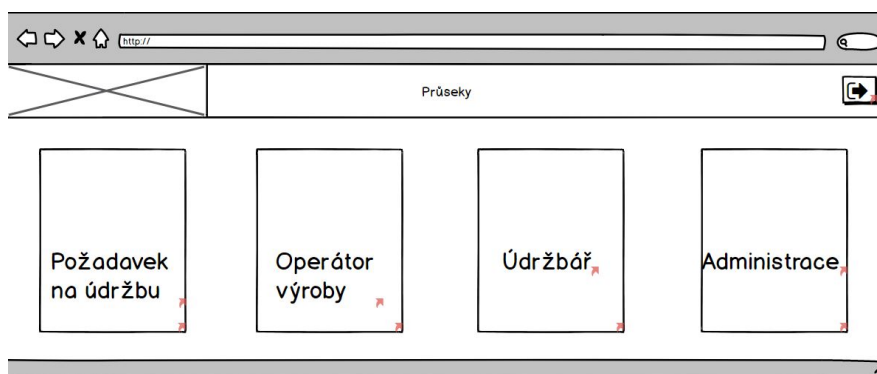 http://
Průseky
Požadavek
na údržbu
Operátor
výroby
Údržbář
Administrace